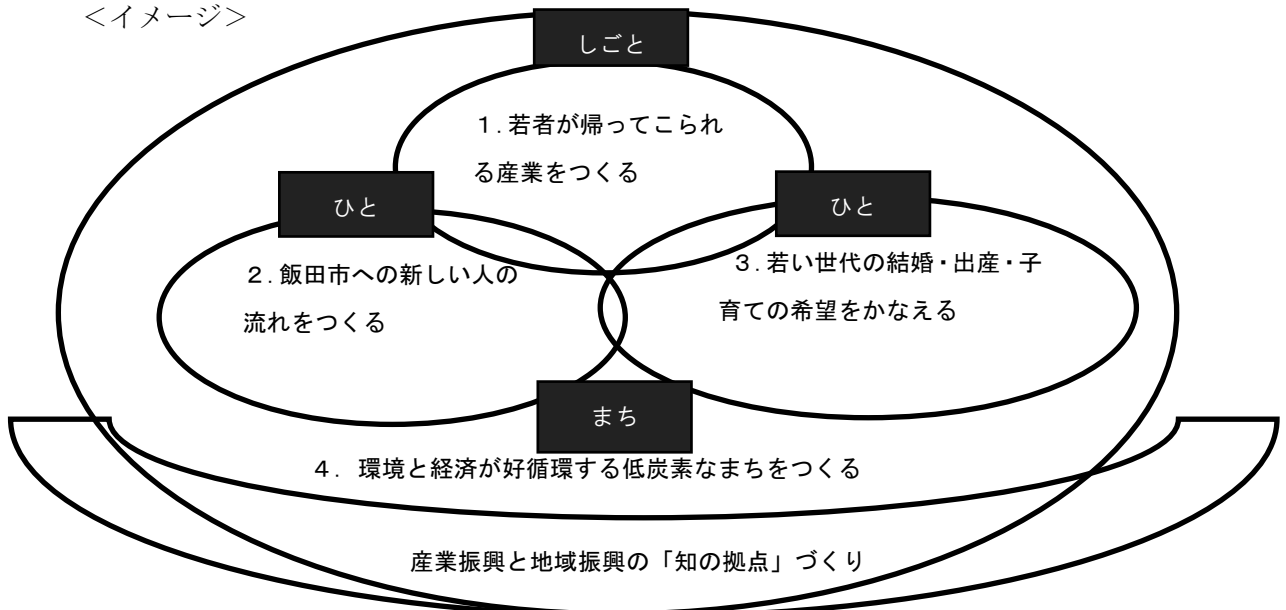 ＜イメージ＞
しごと
１．若者が帰ってこられ
る産業をつくる
ひと
ひと
２．飯田市への新しい人の
流れをつくる
３．若い世代の結婚・出産・子
育ての希望をかなえる
まち
４． 環境と経済が好循環する低炭素なまちをつくる
産業振興と地域振興の「知の拠点」づくり